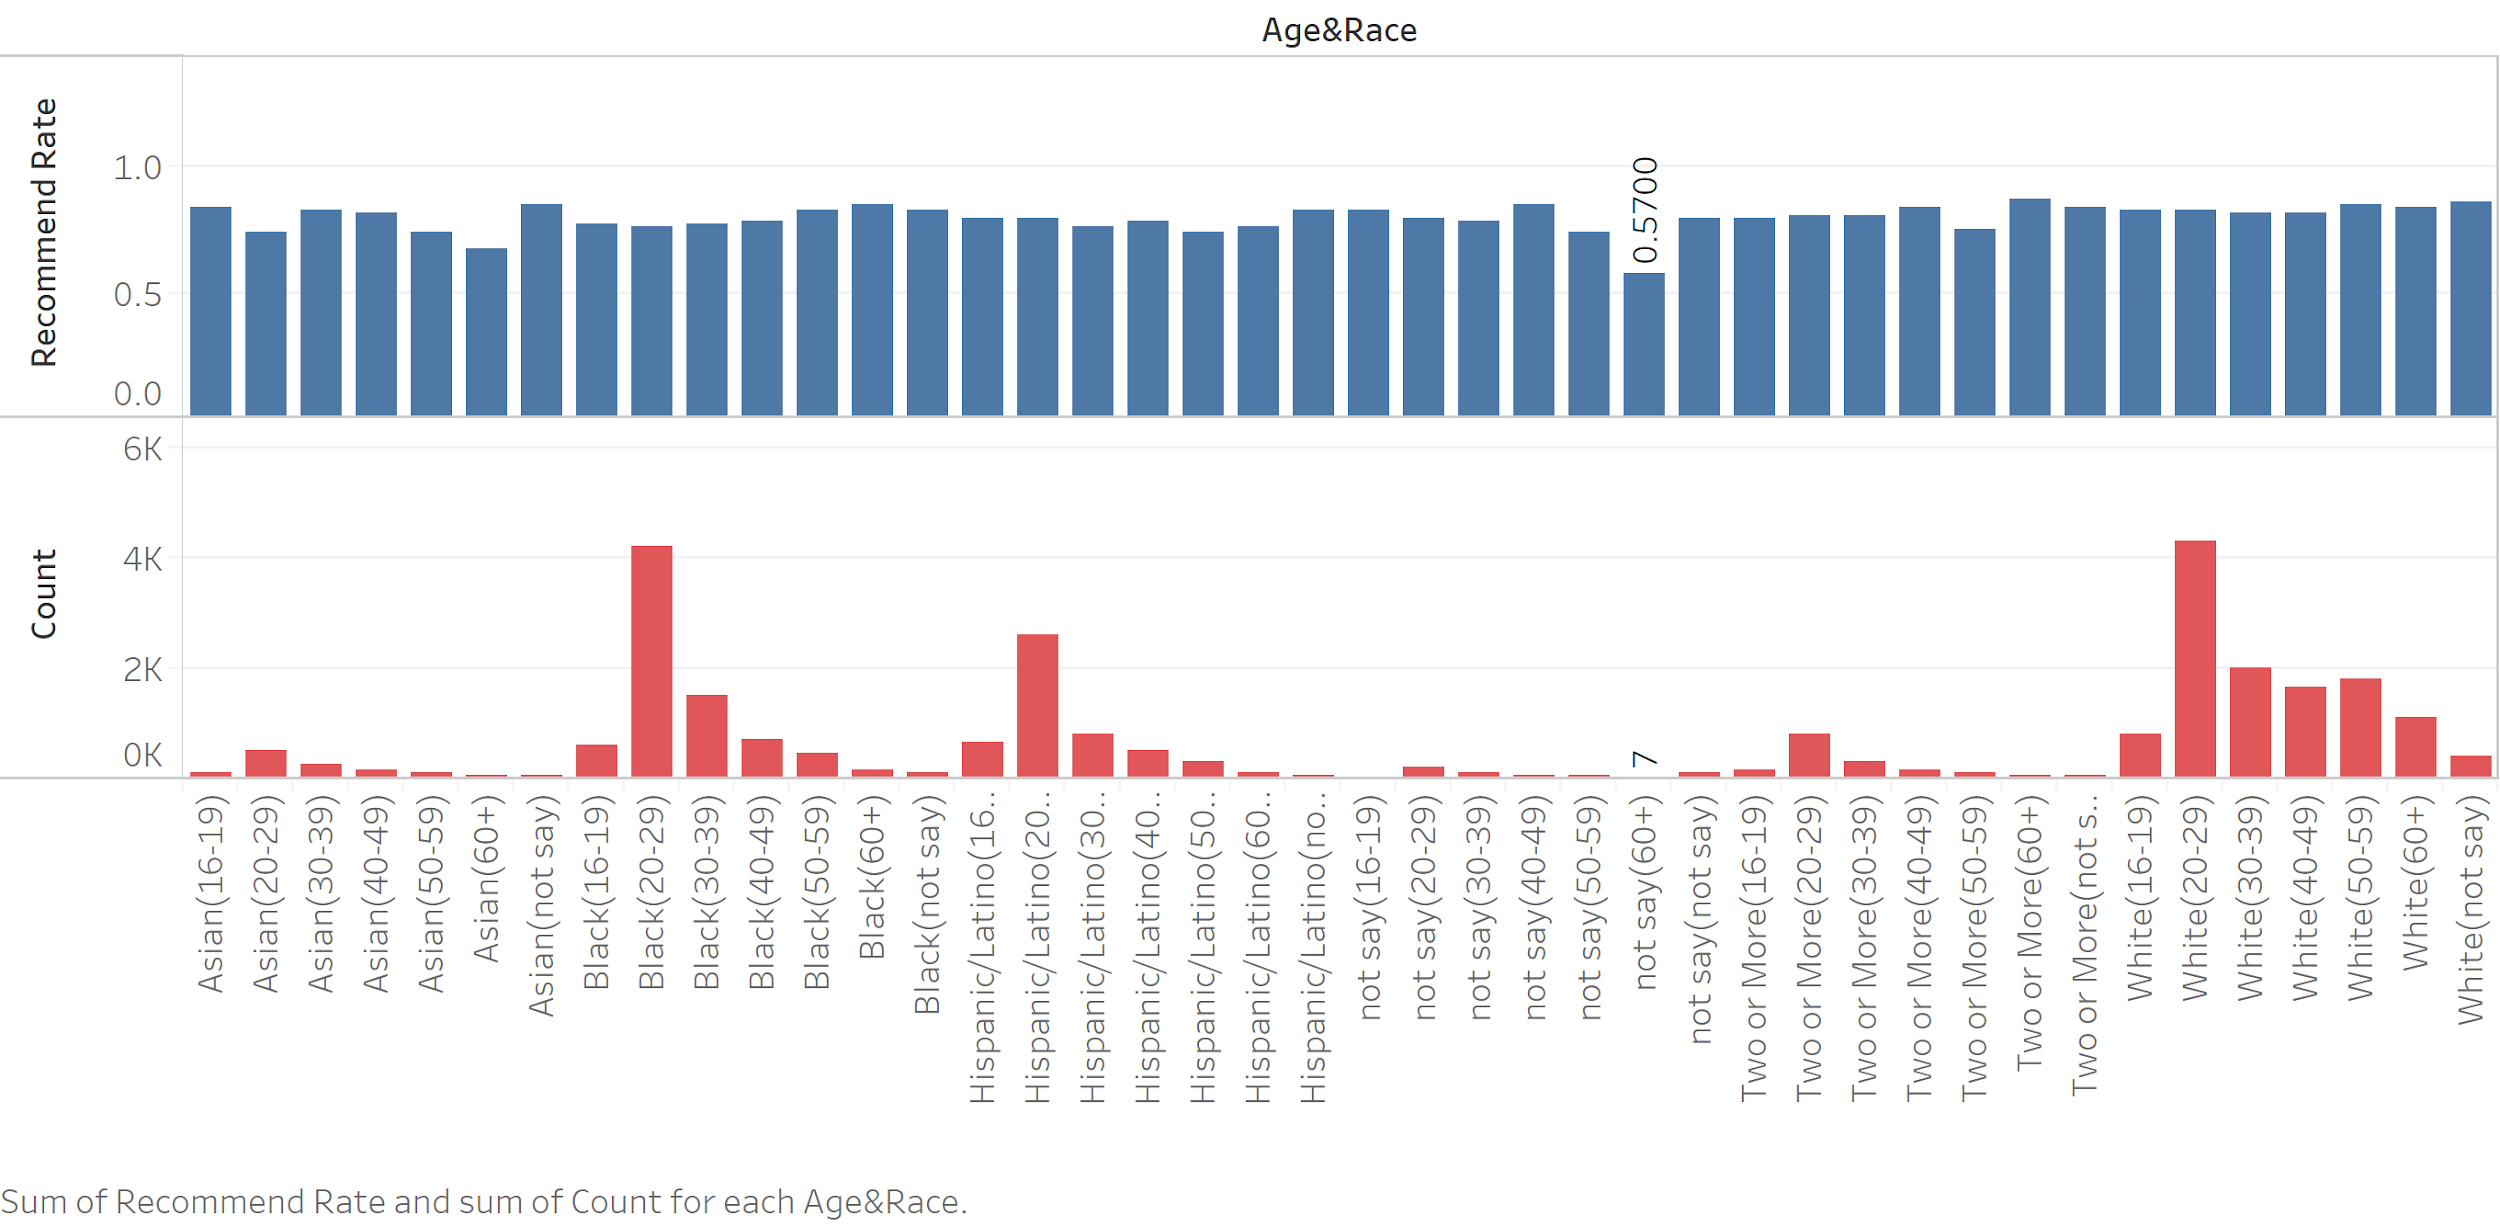 Age&Race
Recommend Rate
1.0
0.5
0.0
0.5700
Count
6K
4K
2K
0K
7
Asian(16-19)
Asian(20-29)
Asian(30-39)
Asian(40-49)
Asian(50-59)
Asian(60+)
Asian(not say)
Black(16-19)
Black(20-29)
Black(30-39)
Black(40-49)
Black(50-59)
Black(60+)
Black(not say)
Hispanic/Latino(16..
Hispanic/Latino(20..
Hispanic/Latino(30..
Hispanic/Latino(40..
Hispanic/Latino(50..
Hispanic/Latino(60..
Hispanic/Latino(no..
not say(16-19)
not say(20-29)
not say(30-39)
not say(40-49)
not say(50-59)
not say(60+)
not say(not say)
Two or More(16-19)
Two or More(20-29)
Two or More(30-39)
Two or More(40-49)
Two or More(50-59)
Two or More(60+)
Two or More(not s..
White(16-19)
White(20-29)
White(30-39)
White(40-49)
White(50-59)
White(60+)
White(not say)
Sum of Recommend Rate and sum of Count for each Age&Race.